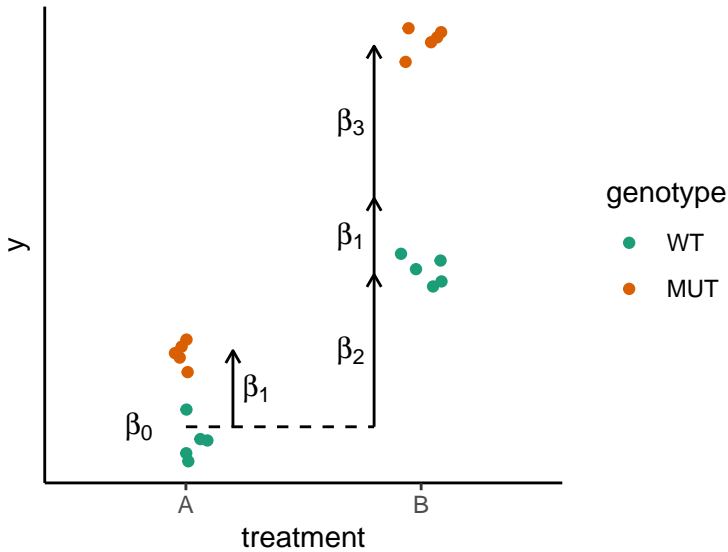 y
β₃
β₁
β₂
β₁
β₀
A
B
treatment
genotype
WT
MUT